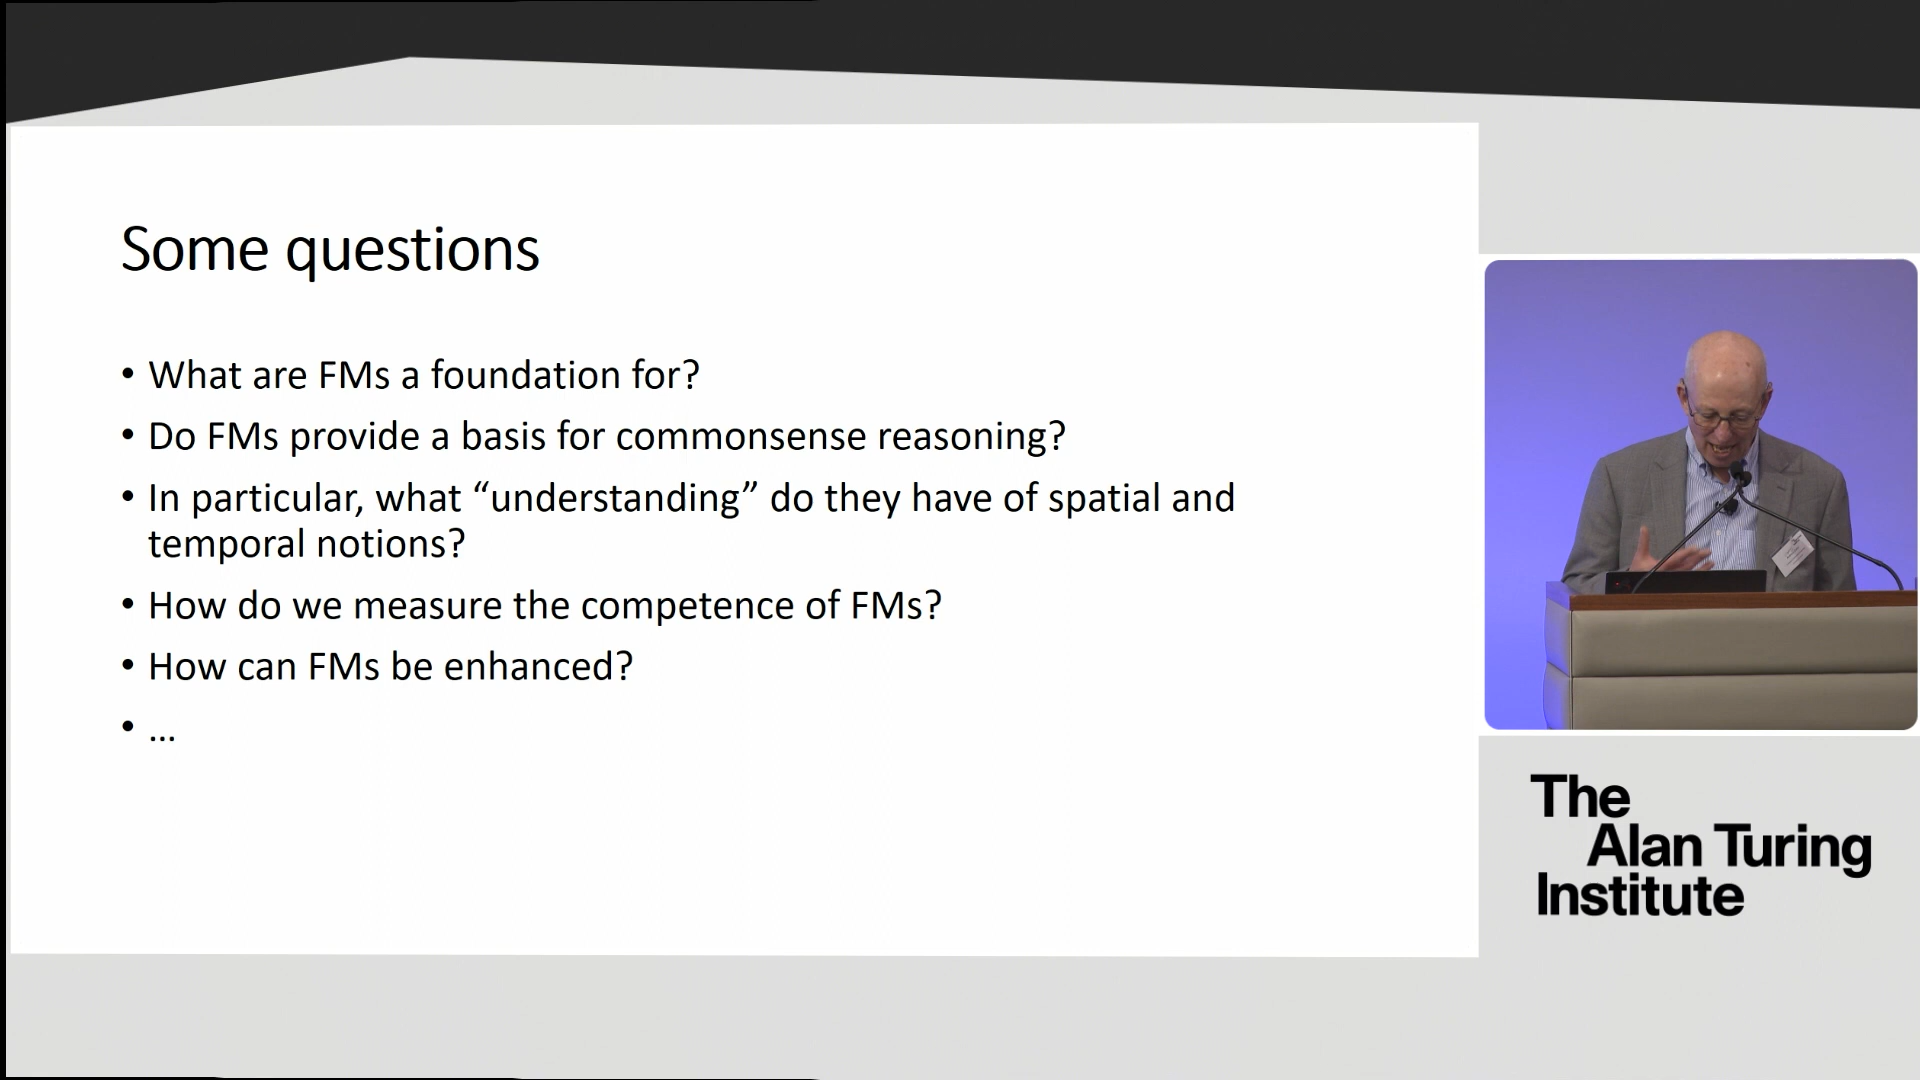 Some questions
• What are FMs a foundation for?
• Do FMs provide a basis for commonsense reasoning?
• In particular, what “understanding” do they have of spatial and
temporal notions?
• How do we measure the competence of FMs?
• How can FMs be enhanced?
• ...
The
Alan Turing
Institute